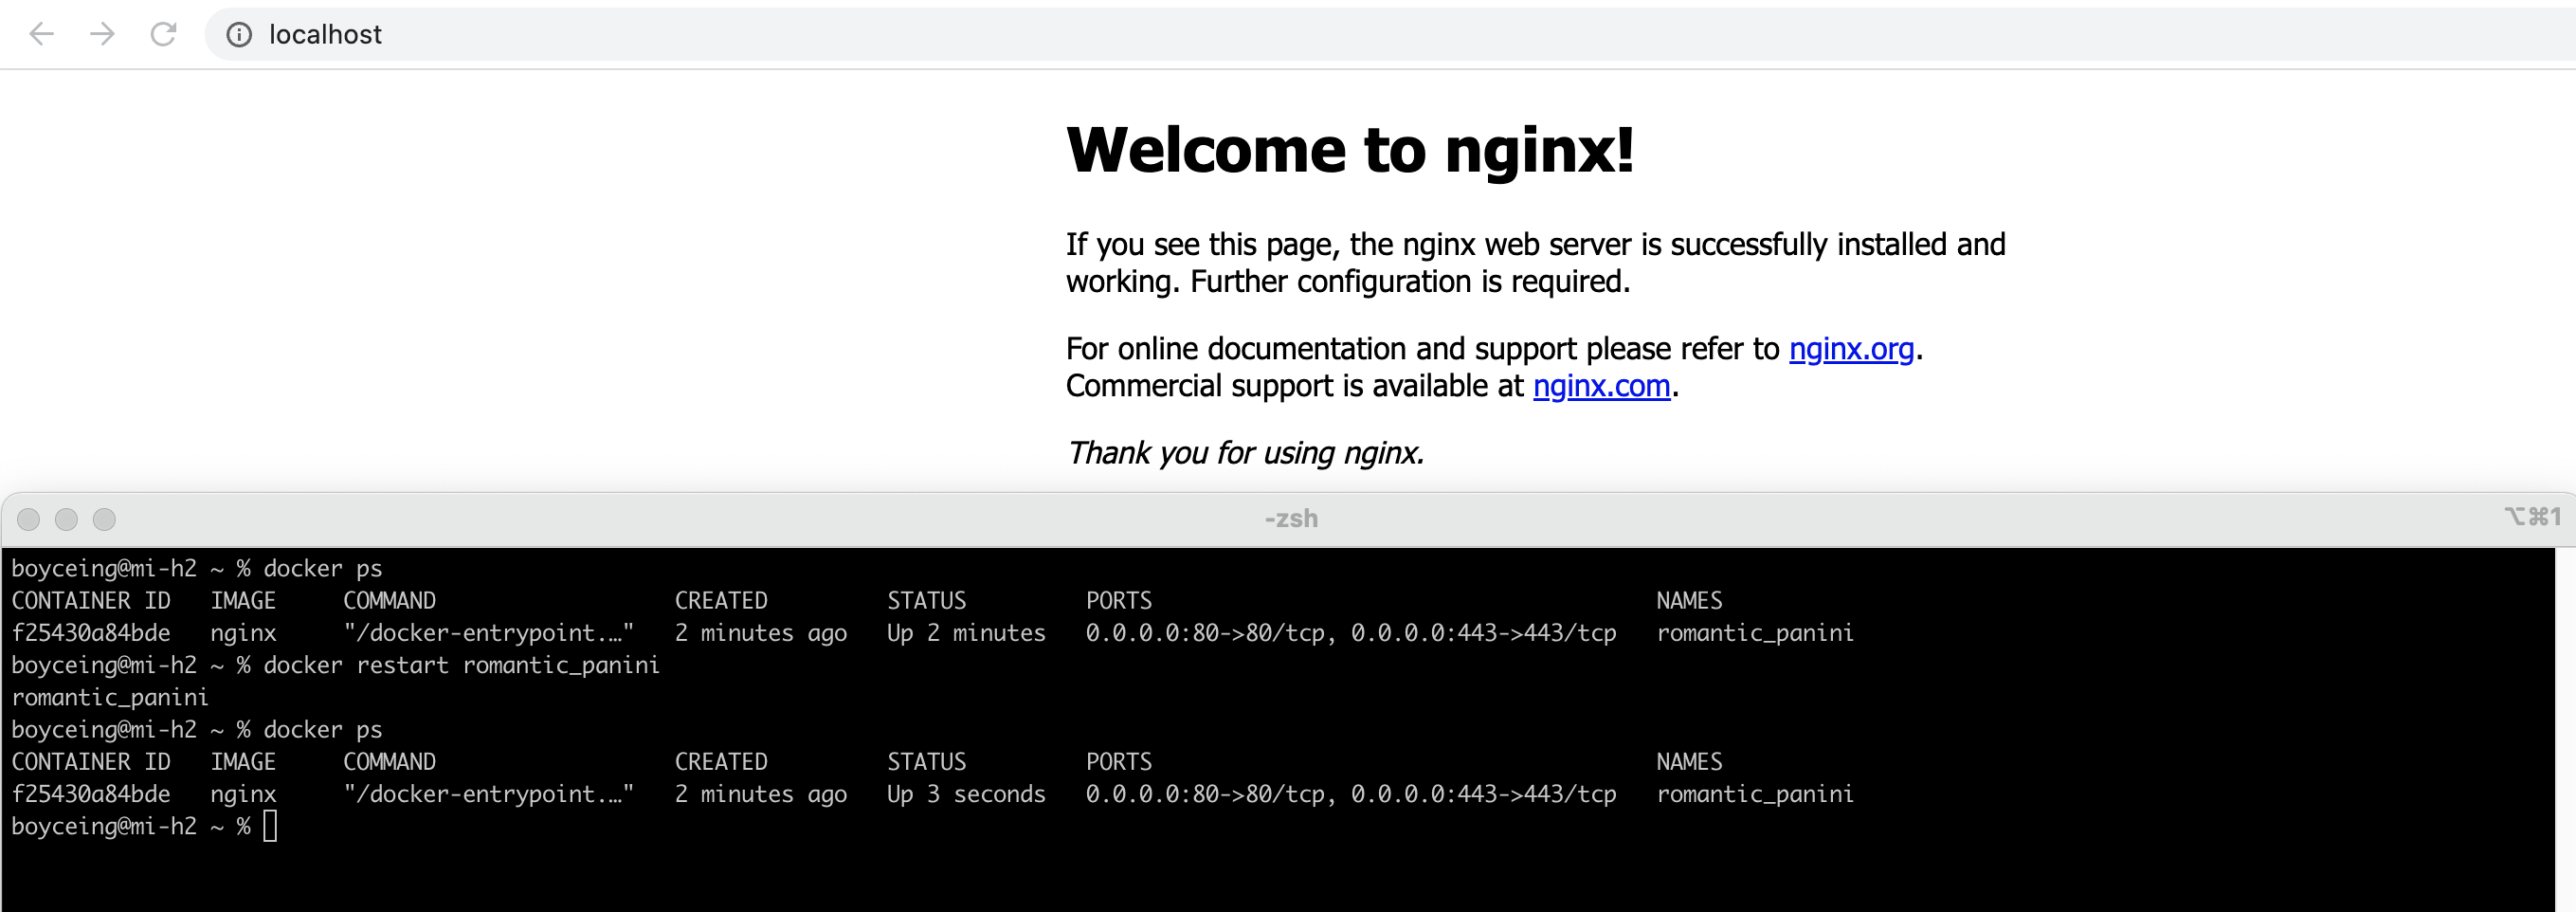 localhost
Welcome to nginx!
If you see this page, the nginx web server is successfully installed and
working. Further configuration is required.
For online documentation and support please refer to nginx.org.
Commercial support is available at nginx.com.
Thank you for using nginx.
-zsh ⌥⌘1
boyceing@mi-h2 ~ % docker ps
CONTAINER ID IMAGE COMMAND CREATED STATUS PORTS NAMES
f25430a84bde nginx "/docker-entrypoint.…" 2 minutes ago Up 2 minutes 0.0.0.0:80->80/tcp, 0.0.0.0:443->443/tcp romantic_panini
boyceing@mi-h2 ~ % docker restart romantic_panini
romantic_panini
boyceing@mi-h2 ~ % docker ps
CONTAINER ID IMAGE COMMAND CREATED STATUS PORTS NAMES
f25430a84bde nginx "/docker-entrypoint.…" 2 minutes ago Up 3 seconds 0.0.0.0:80->80/tcp, 0.0.0.0:443->443/tcp romantic_panini
boyceing@mi-h2 ~ %